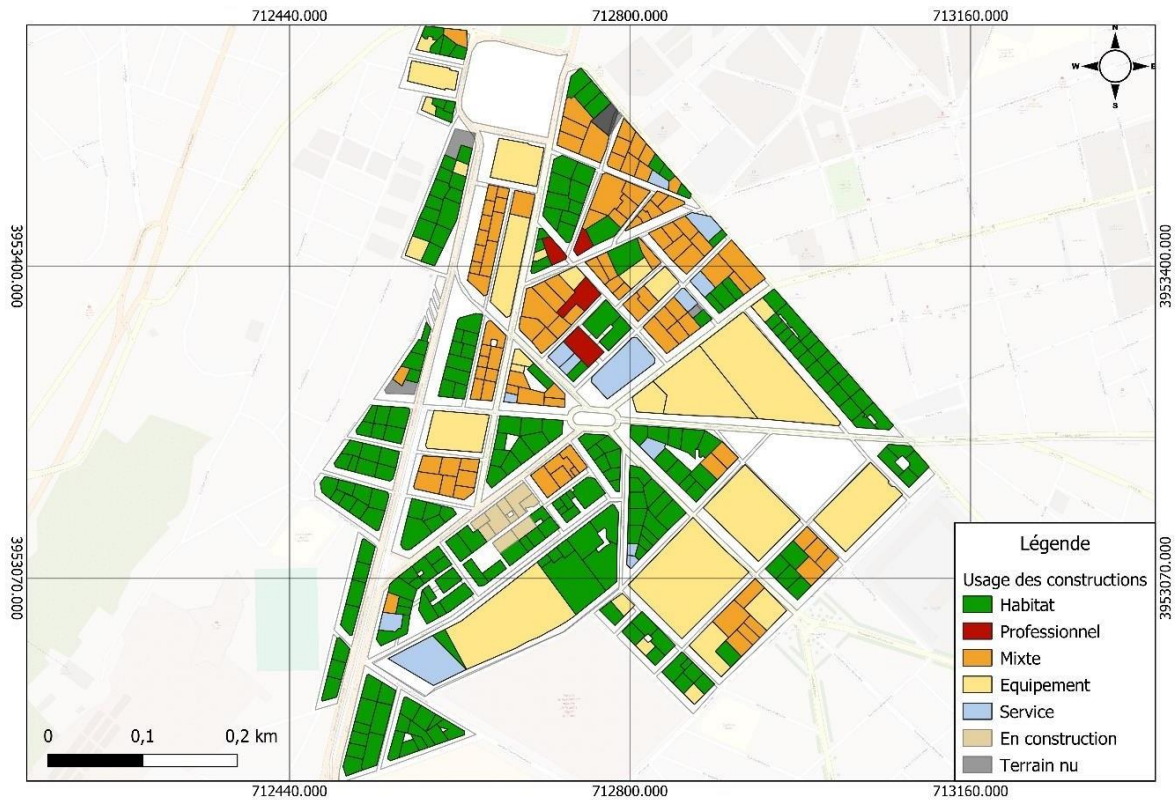 712440.000 712800.000 713160.000
N
W E
S
3953400.000 3953400.000
3953070.000 3953070.000
Légende
Usage des constructions
Habitat
Professionnel
Mixte
Equipement
Service
En construction
Terrain nu
0 0,1 0,2 km
712440.000 712800.000 713160.000